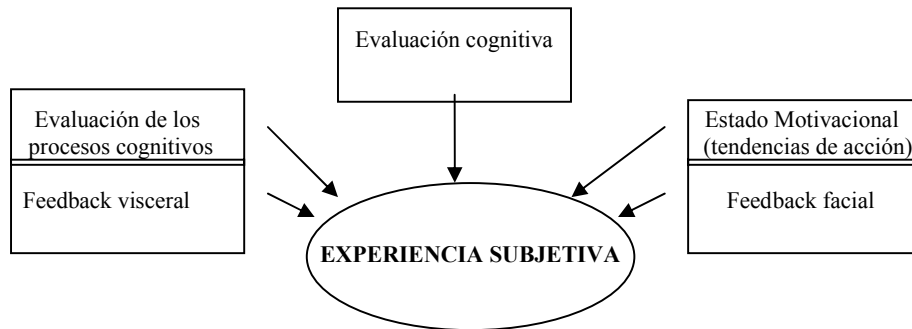 Evaluación cognitiva
Evaluación de los
procesos cognitivos
Feedback visceral
Estado Motivacional
(tendencias de acción)
Feedback facial
EXPERIENCIA SUBJETIVA